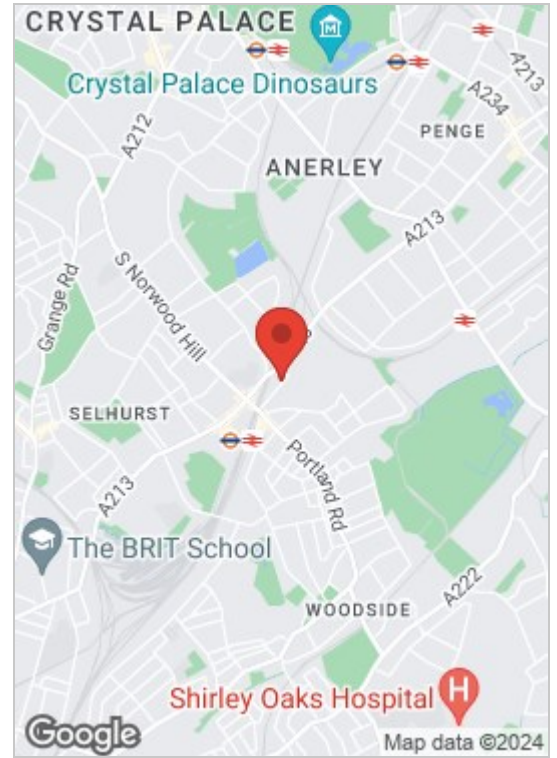 CRYSTAL PALACE
Crystal Palace Dinosaurs
A213
A234
A212
PENGE
ANERLEY
A213
S Norwood Hill
Grange Rd
SELHURST
Portland Rd
A213
The BRIT School
A222
WOODSIDE
Shirley Oaks Hospital
H
Google
Map data ©2024